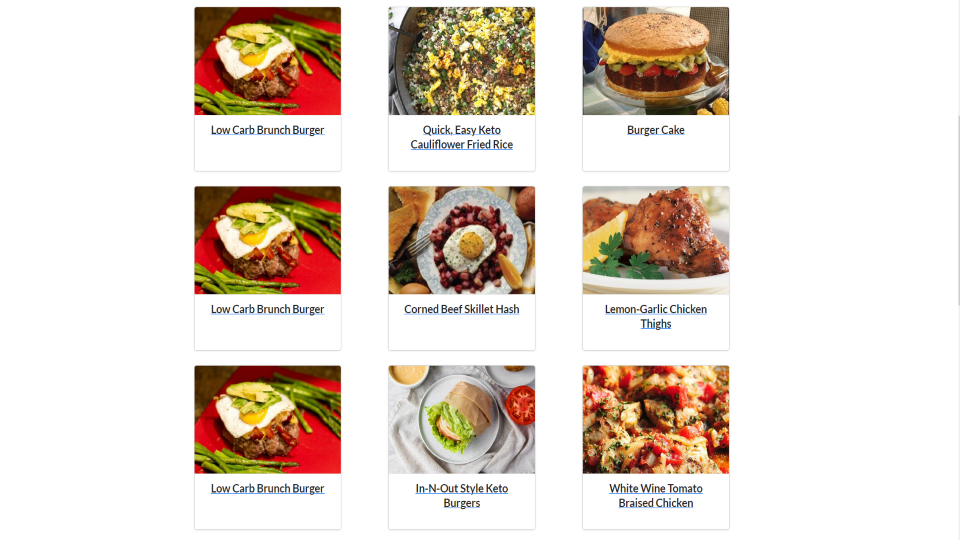 Low Carb Brunch Burger
Quick, Easy Keto
Cauliflower Fried Rice
Burger Cake
Low Carb Brunch Burger
Corned Beef Skillet Hash
Lemon-Garlic Chicken
Thighs
Low Carb Brunch Burger
In-N-Out Style Keto
Burgers
White Wine Tomato
Braised Chicken